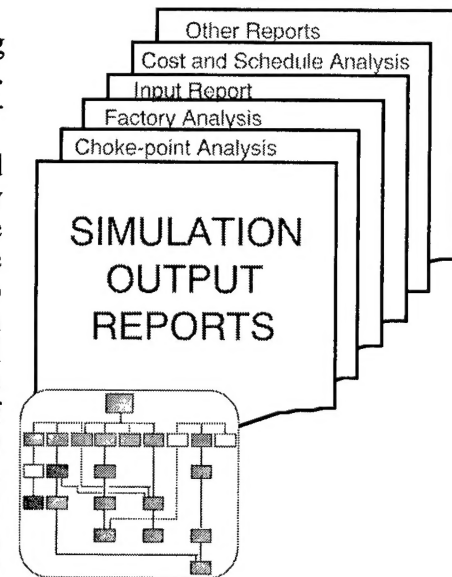 Other Reports
Cost and Schedule Analysis
Input Report
Factory Analysis
Choke-point Analysis
SIMULATION
OUTPUT
REPORTS